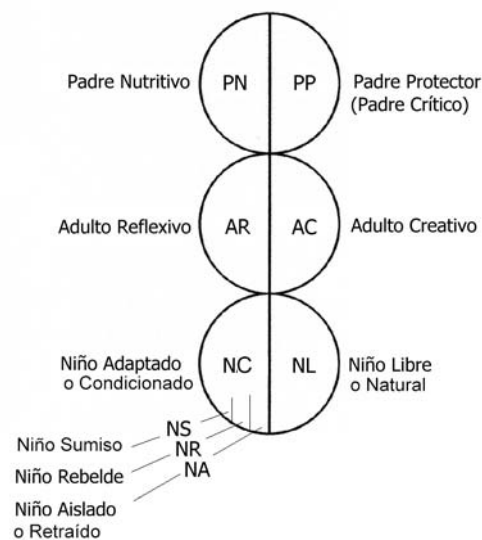 Padre Nutritivo PN PP Padre Protector
(Padre Crítico)
Adulto Reflexivo AR AC Adulto Creativo
Niño Adaptado
o Condicionado
NC NL
Niño Libre
o Natural
Niño Sumiso NS
Niño Rebelde NR
Niño Aislado
o Retraído
NA